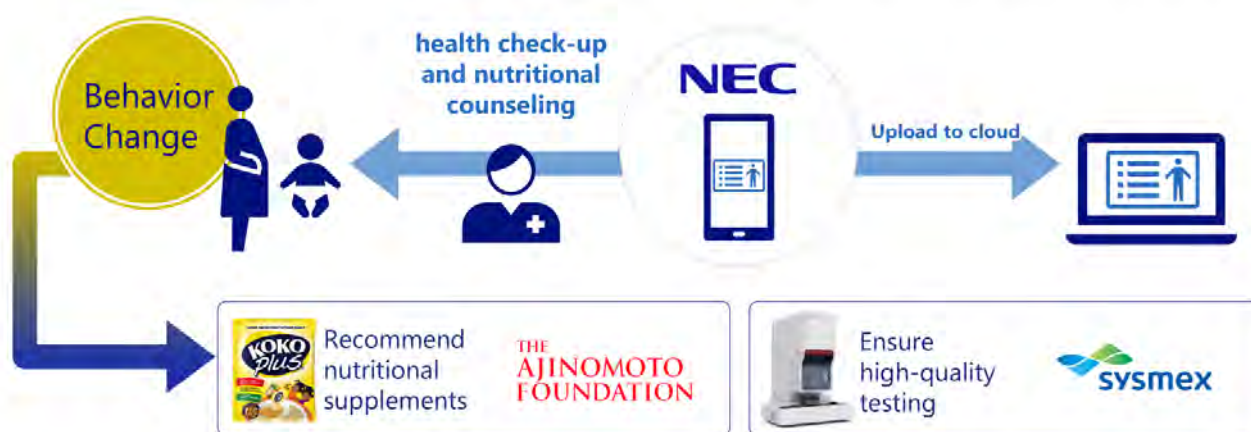 Behavior
Change
health check-up
and nutritional
counseling
NEC
Upload to cloud
KOKO
plus
Recommend
nutritional
supplements
THE
AJINOMOTO
FOUNDATION
Ensure
high-quality
testing
sysmex